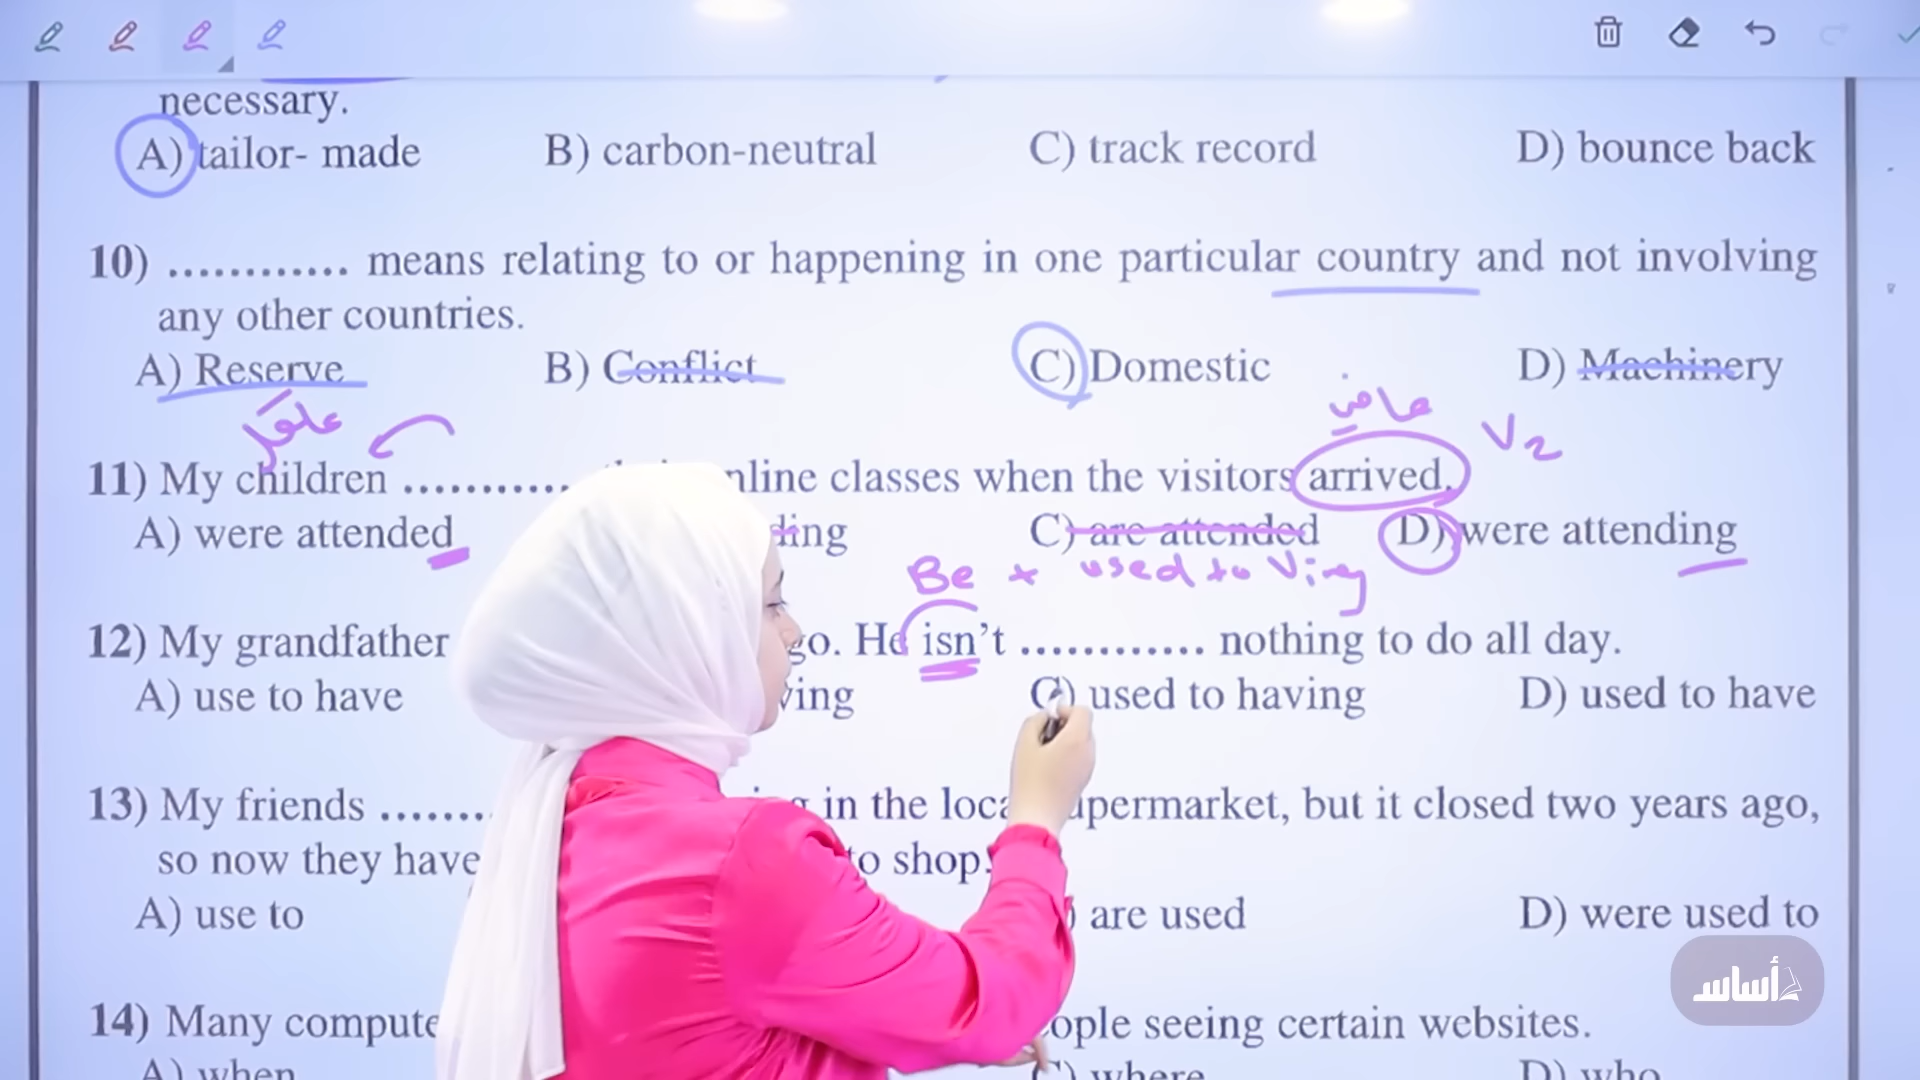 necessary.
A) tailor- made B) carbon-neutral C) track record D) bounce back
10) ............ means relating to or happening in one particular country and not involving
any other countries.
A) Reserve B) Conflict C) Domestic D) Machinery
فاعل ماضي V2
11) My children ........... nline classes when the visitors arrived.
A) were attended ding C) are attended D) were attending
Be + used to Ving
12) My grandfather go. He isn't ............ nothing to do all day.
A) use to have ving C) used to having D) used to have
13) My friends ....... in the loca permarket, but it closed two years ago,
so now they have to shop.
A) use to ) are used D) were used to
أساس
14) Many compute ople seeing certain websites.
A) when C) where D) who